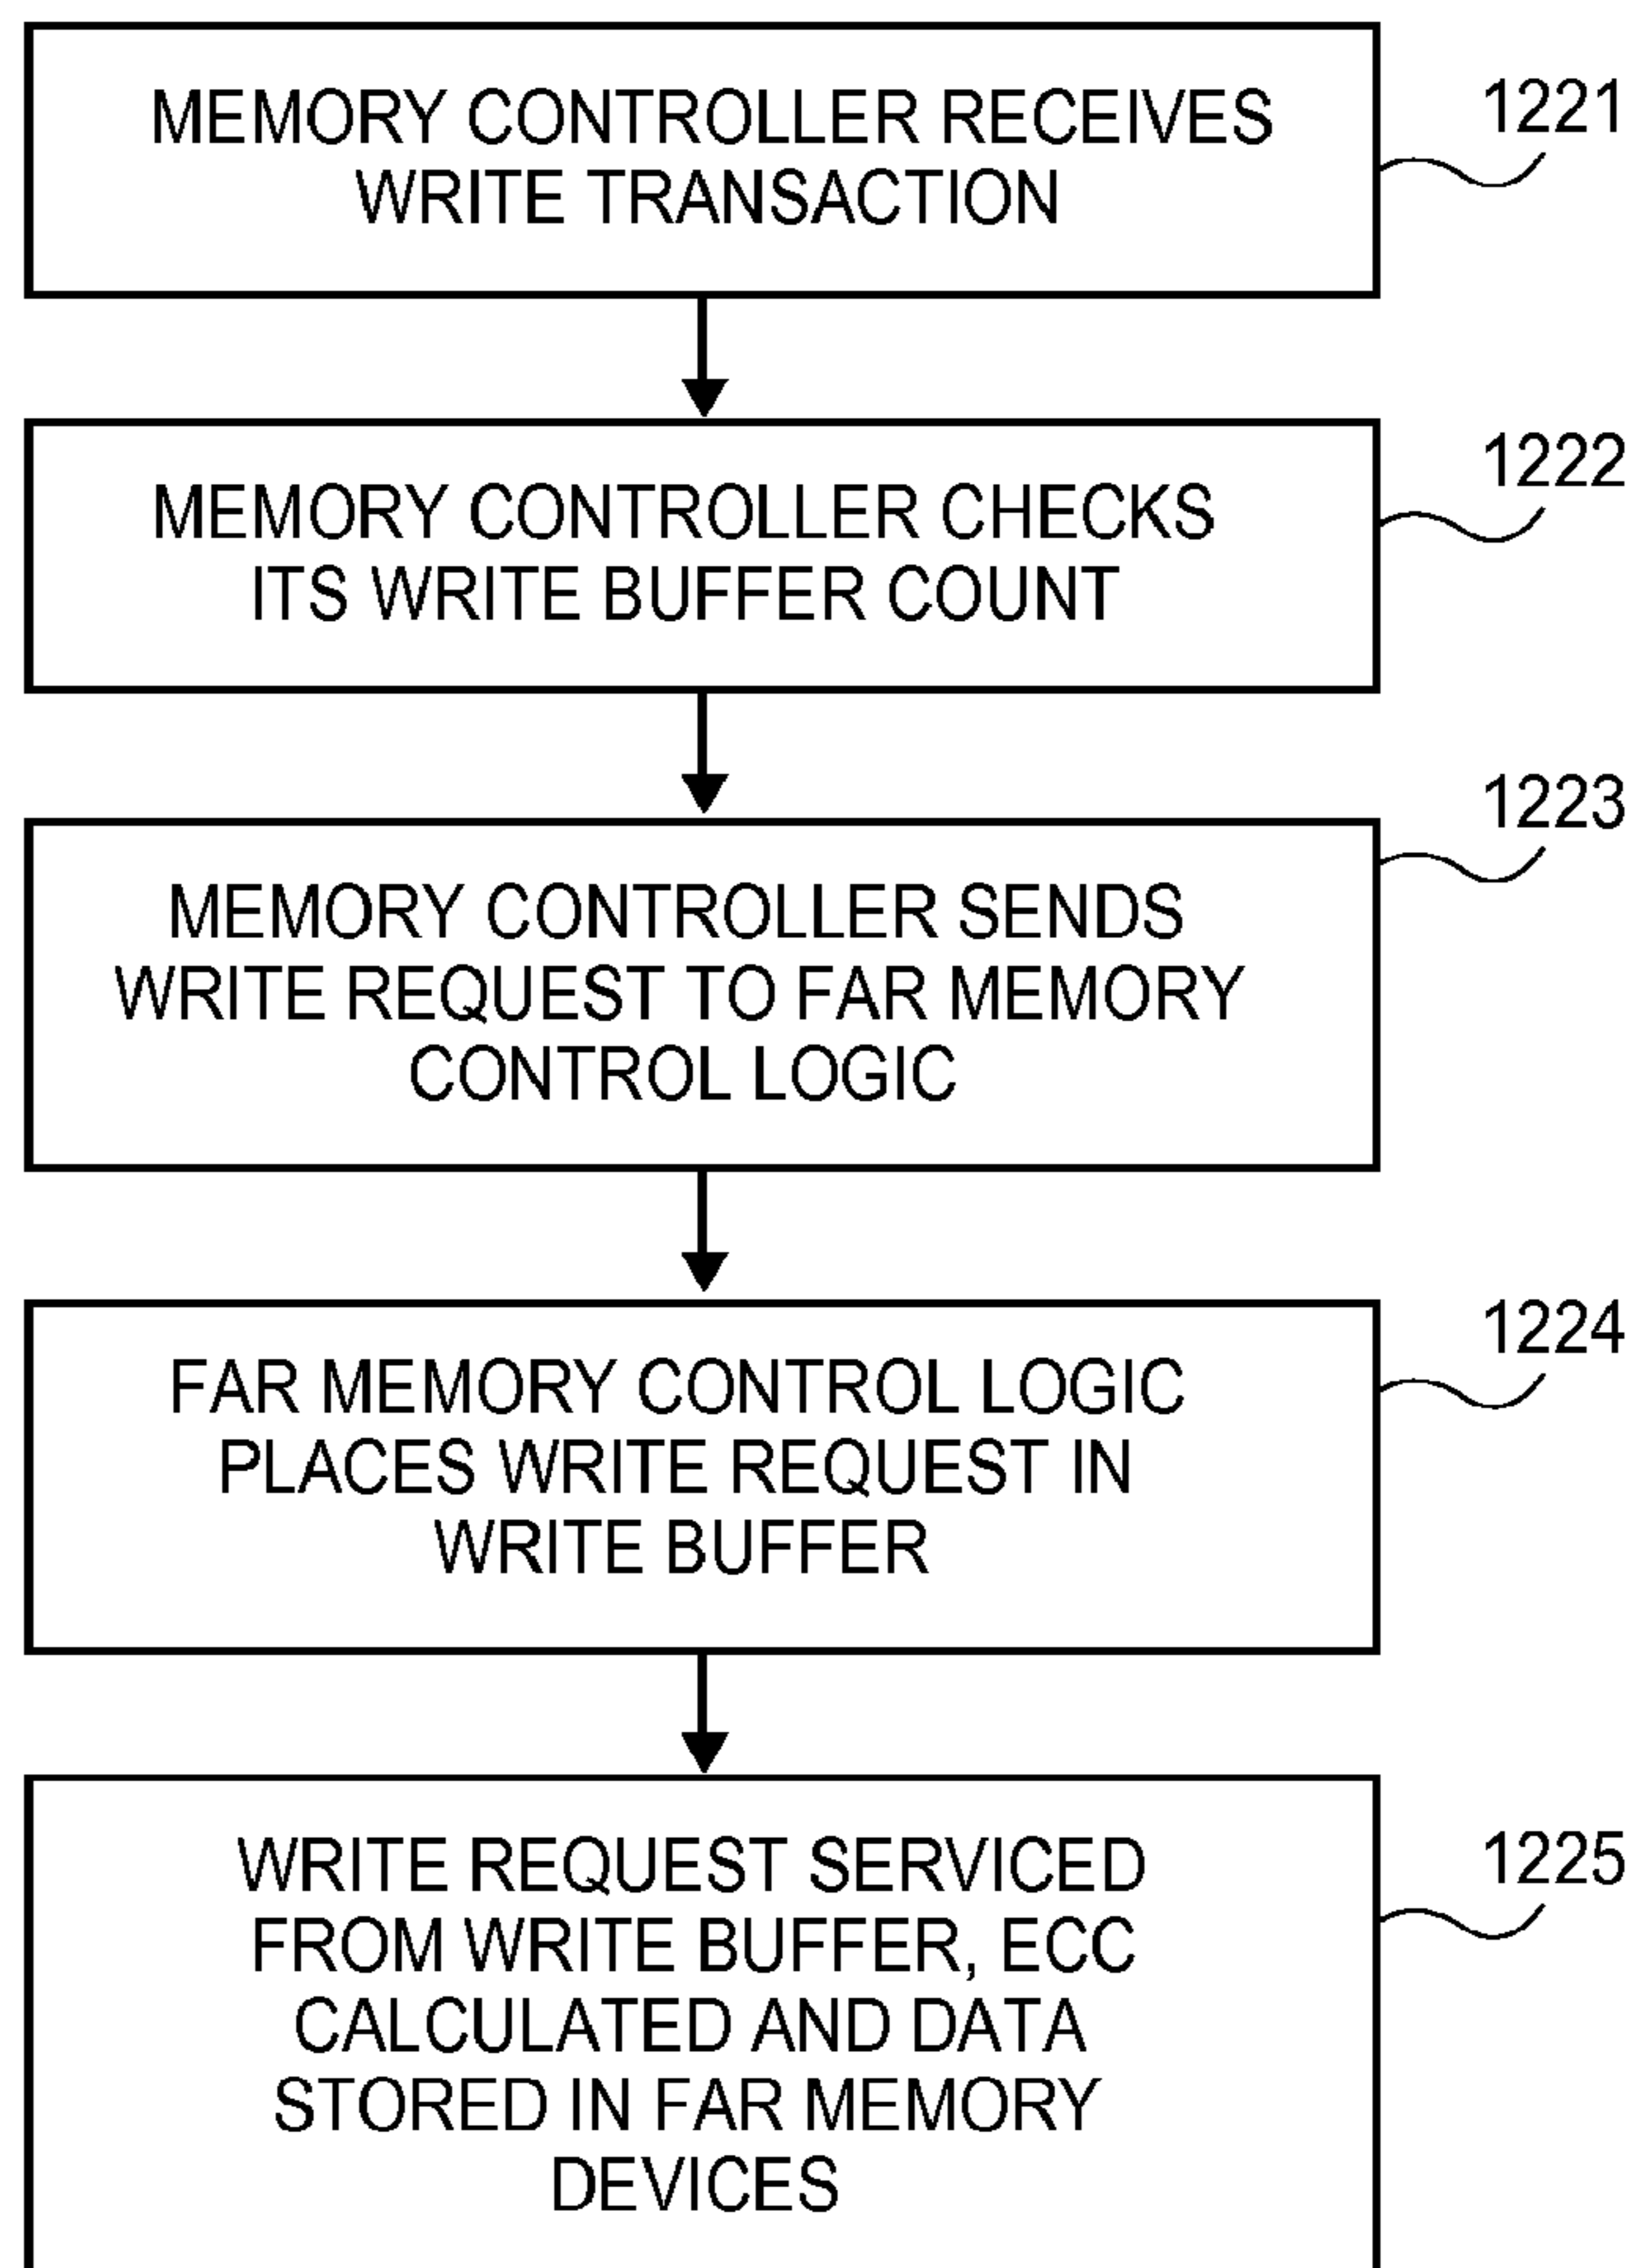 MEMORY CONTROLLER RECEIVES
WRITE TRANSACTION
1221
MEMORY CONTROLLER CHECKS
ITS WRITE BUFFER COUNT
1222
MEMORY CONTROLLER SENDS
WRITE REQUEST TO FAR MEMORY
CONTROL LOGIC
1223
FAR MEMORY CONTROL LOGIC
PLACES WRITE REQUEST IN
WRITE BUFFER
1224
WRITE REQUEST SERVICED
FROM WRITE BUFFER, ECC
CALCULATED AND DATA
STORED IN FAR MEMORY
DEVICES
1225